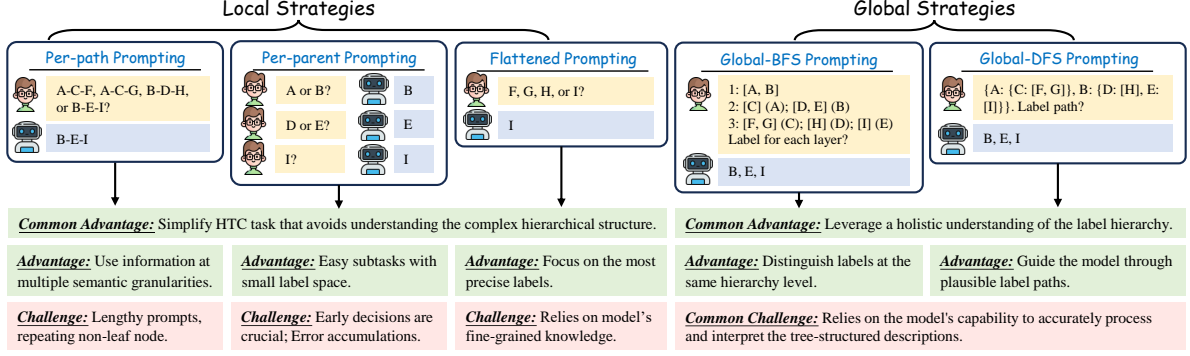 Local Strategies
Global Strategies
Per-path Prompting
A-C-F, A-C-G, B-D-H,
or B-E-I?
B-E-I
Per-parent Prompting
A or B?
B
D or E?
E
I?
I
Flattened Prompting
F, G, H, or I?
I
Global-BFS Prompting
1: [A, B]
2: [C] (A); [D, E] (B)
3: [F, G] (C); [H] (D); [I] (E)
Label for each layer?
B, E, I
Global-DFS Prompting
{A: {C: [F, G]}, B: {D: [H], E:
[I]}}. Label path?
B, E, I
Common Advantage: Simplify HTC task that avoids understanding the complex hierarchical structure.
Common Advantage: Leverage a holistic understanding of the label hierarchy.
Advantage: Use information at
multiple semantic granularities.
Advantage: Easy subtasks with
small label space.
Advantage: Focus on the most
precise labels.
Advantage: Distinguish labels at the
same hierarchy level.
Advantage: Guide the model through
plausible label paths.
Challenge: Lengthy prompts,
repeating non-leaf node.
Challenge: Early decisions are
crucial; Error accumulations.
Challenge: Relies on model's
fine-grained knowledge.
Common Challenge: Relies on the model's capability to accurately process
and interpret the tree-structured descriptions.